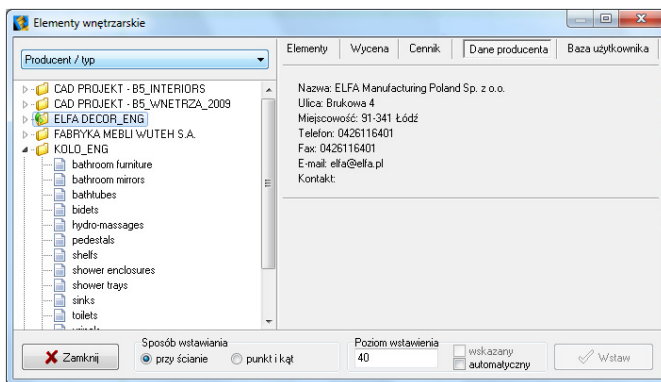 Elementy wnętrzarskie
Producent / typ
CAD PROJEKT - B5_INTERIORS
CAD PROJEKT - B5_WNETRZA_2009
ELFA DECOR_ENG
FABRYKA MEBLI WUTEH S.A.
KOLO_ENG
bathroom furniture
bathroom mirrors
bathtubes
bidets
hydro-massages
pedestals
shelfs
shower enclosures
shower trays
sinks
toilets
Elementy Wycena Cennik Dane producenta Baza użytkownika
Nazwa: ELFA Manufacturing Poland Sp. z o.o.
Ulica: Brukowa 4
Miejscowość: 91-341 Łódź
Telefon: 0426116401
Fax: 0426116401
E-mail: elfa@elfa.pl
Kontakt:
Zamknij
Sposób wstawiania
przy ścianie punkt i kąt
Poziom wstawienia
40
wskazany
automatyczny
Wstaw